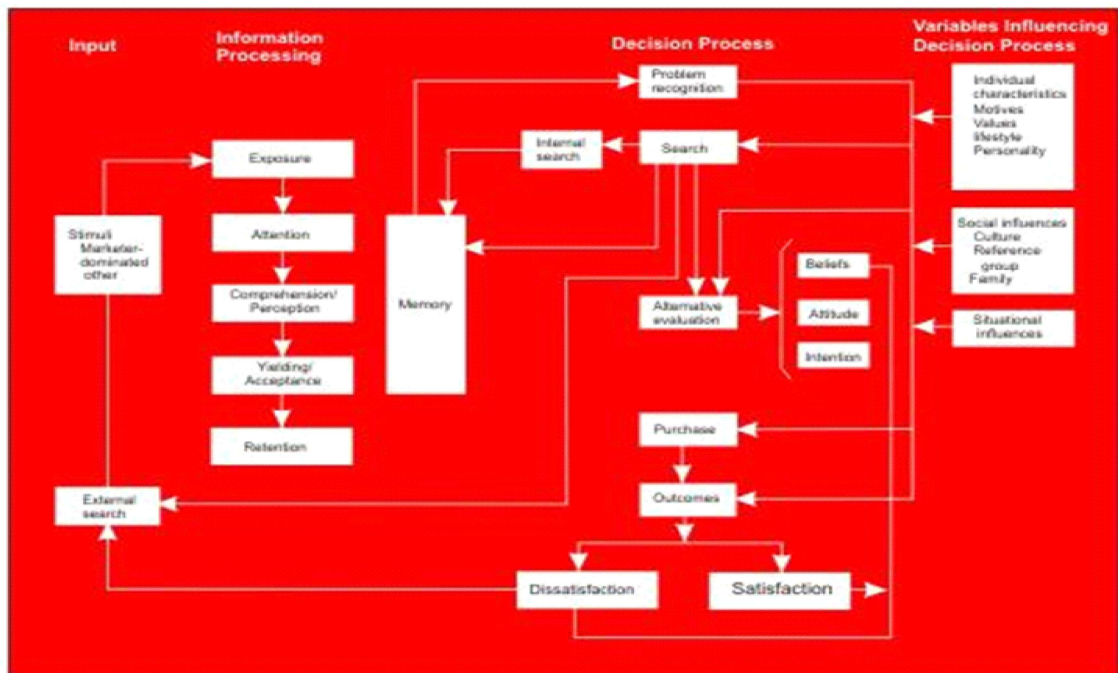 Input
Information
Processing
Decision Process
Variables Influencing
Decision Process
Problem
recognition
Individual
characteristics
Motives
Values
lifestyle
Personality
Exposure
Internal
search
Search
Stimuli
Marketer-
dominated
other
Attention
Social influences
Culture
Reference
group
Family
Comprehension/
Perception
Memory
Alternative
evaluation
Beliefs
Attitude
Intention
Situational
influences
Yielding/
Acceptance
Retention
Purchase
External
search
Outcomes
Dissatisfaction
Satisfaction